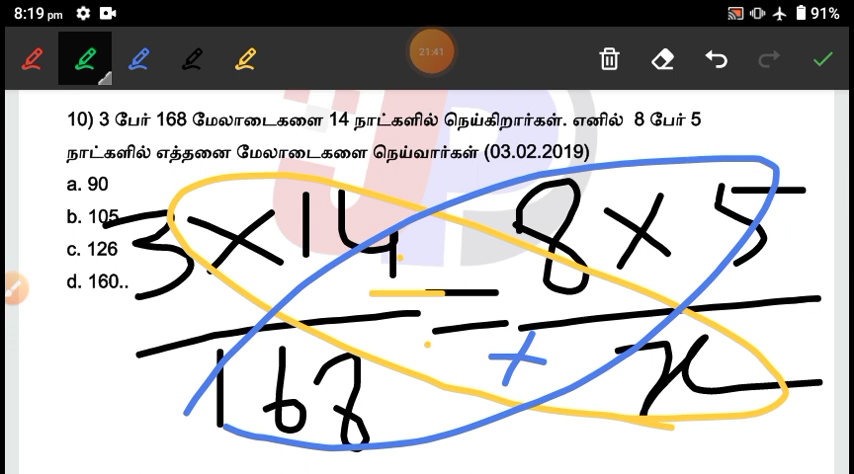 8:19 pm 91%
21:41
10) 3 பேர் 168 மேலாடைகளை 14 நாட்களில் நெய்கிறார்கள். எனில் 8 பேர் 5
நாட்களில் எத்தனை மேலாடைகளை நெய்வார்கள் (03.02.2019)
a. 90
b. 105
c. 126
d. 160..
3 × 14 = 8 × 5
168 + x